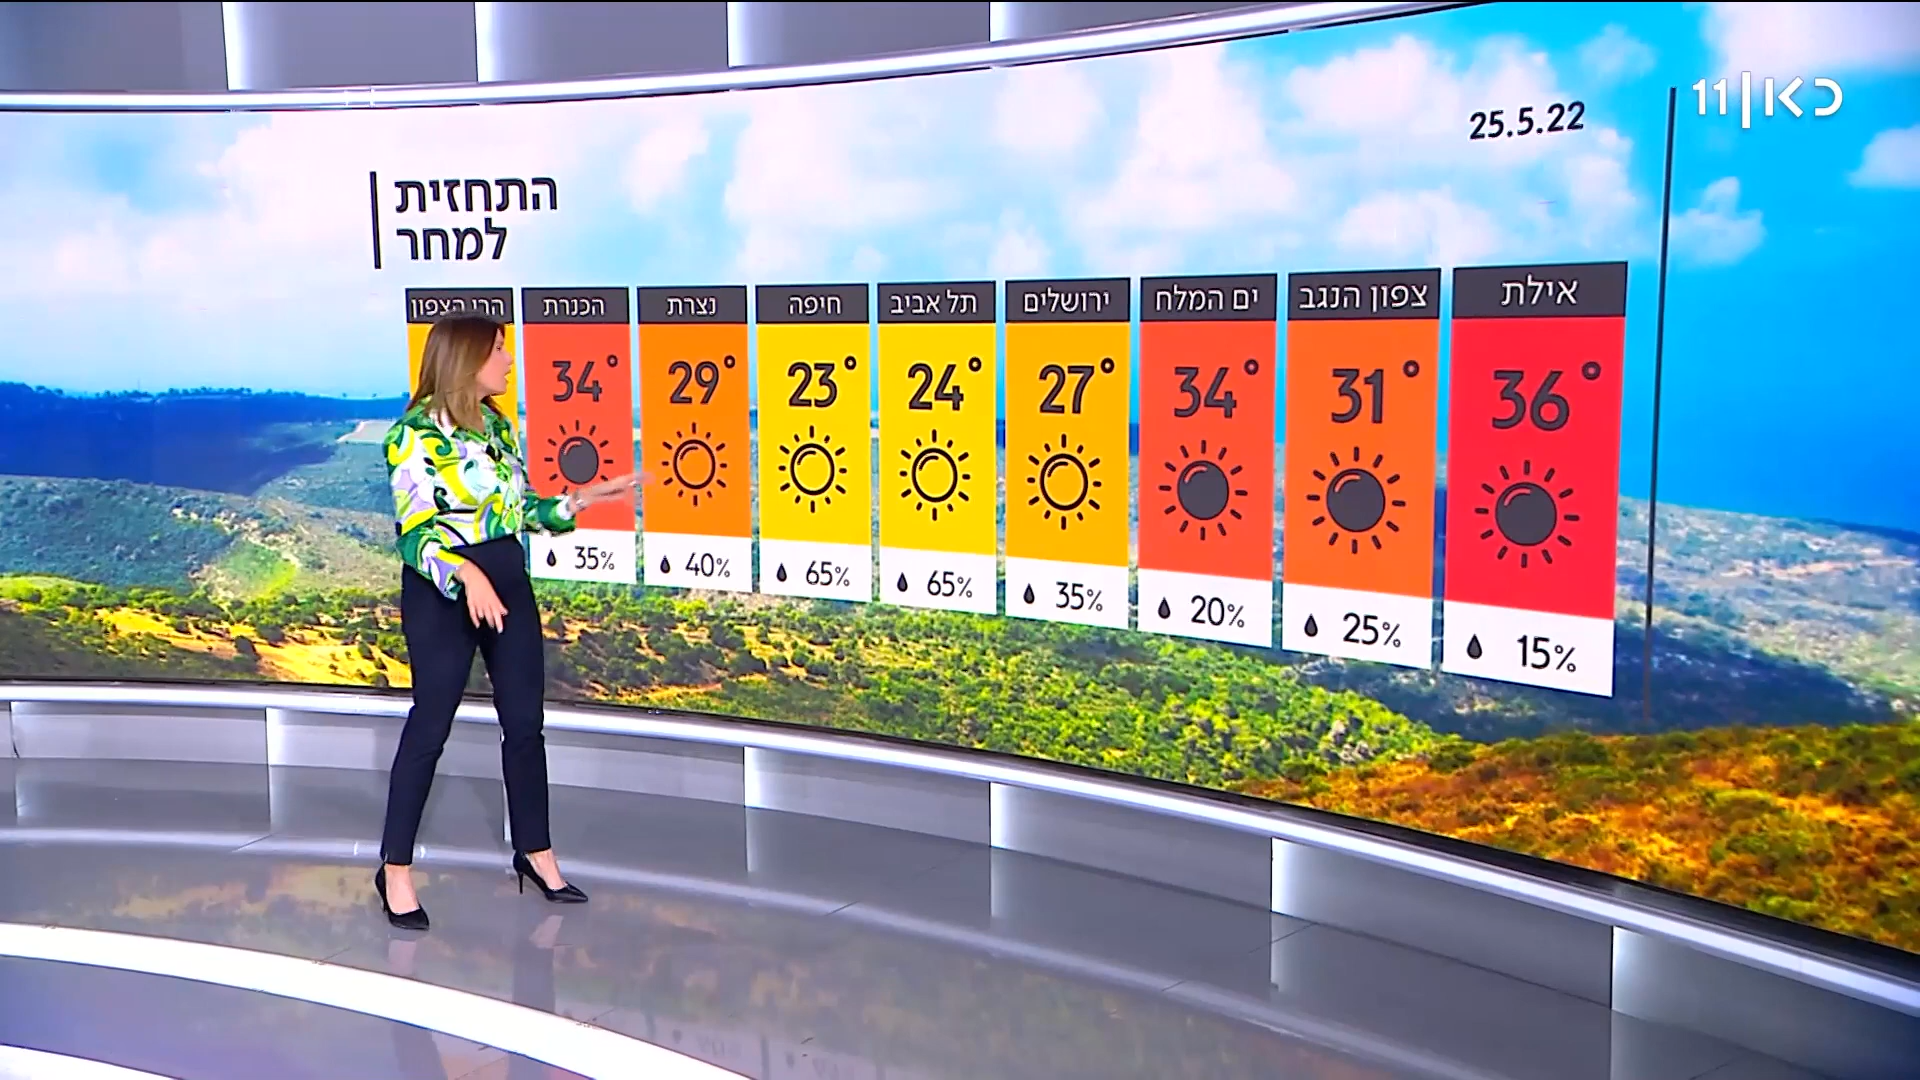 כאן 11
25.5.22
התחזית
למחר
אילת
36°
15%
צפון הנגב
31°
25%
ים המלח
34°
20%
ירושלים
27°
35%
תל אביב
24°
65%
חיפה
23°
65%
נצרת
29°
40%
הכנרת
34°
35%
הרי הצפון